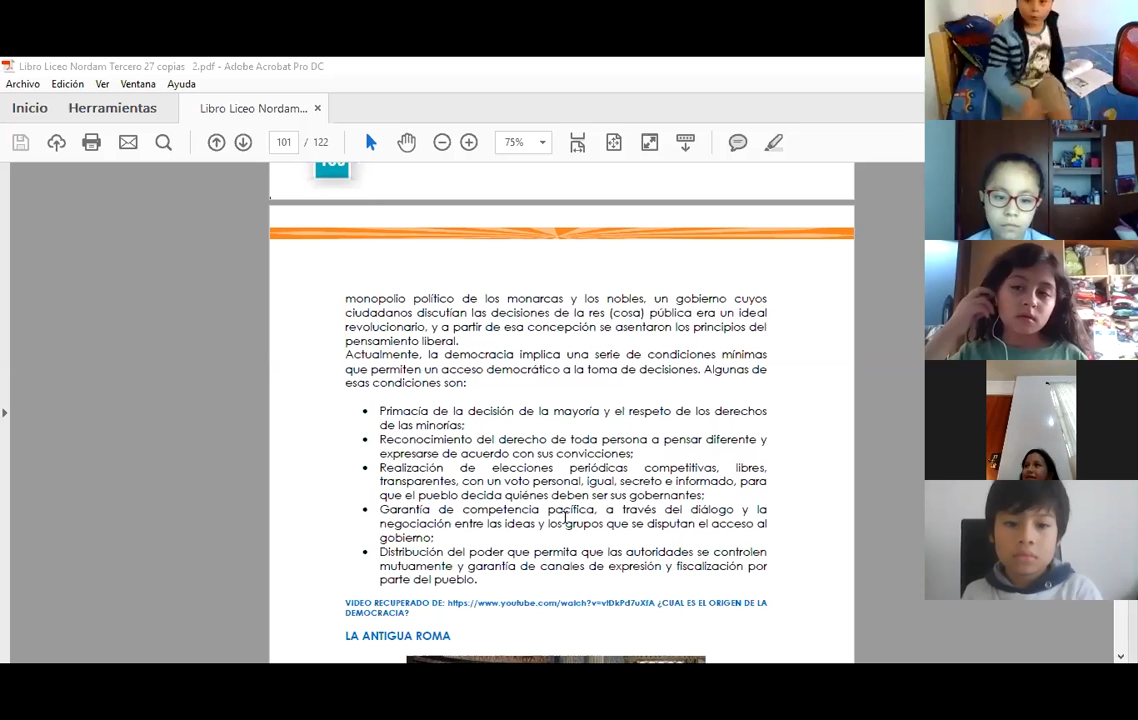 Libro Liceo Nordam Tercero 27 copias 2.pdf - Adobe Acrobat Pro DC
Archivo Edición Ver Ventana Ayuda
Inicio Herramientas Libro Liceo Nordam... ×
101 / 122 75%
monopolio político de los monarcas y los nobles, un gobierno cuyos
ciudadanos discutían las decisiones de la res (cosa) pública era un ideal
revolucionario, y a partir de esa concepción se asentaron los principios del
pensamiento liberal.
Actualmente, la democracia implica una serie de condiciones mínimas
que permiten un acceso democrático a la toma de decisiones. Algunas de
esas condiciones son:
• Primacía de la decisión de la mayoría y el respeto de los derechos
de las minorías;
• Reconocimiento del derecho de toda persona a pensar diferente y
expresarse de acuerdo con sus convicciones;
• Realización de elecciones periódicas competitivas, libres,
transparentes, con un voto personal, igual, secreto e informado, para
que el pueblo decida quiénes deben ser sus gobernantes;
• Garantía de competencia pacífica, a través del diálogo y la
negociación entre las ideas y los grupos que se disputan el acceso al
gobierno;
• Distribución del poder que permita que las autoridades se controlen
mutuamente y garantía de canales de expresión y fiscalización por
parte del pueblo.
VIDEO RECUPERADO DE: ¿CUAL ES EL ORIGEN DE LA
DEMOCRACIA?
LA ANTIGUA ROMA